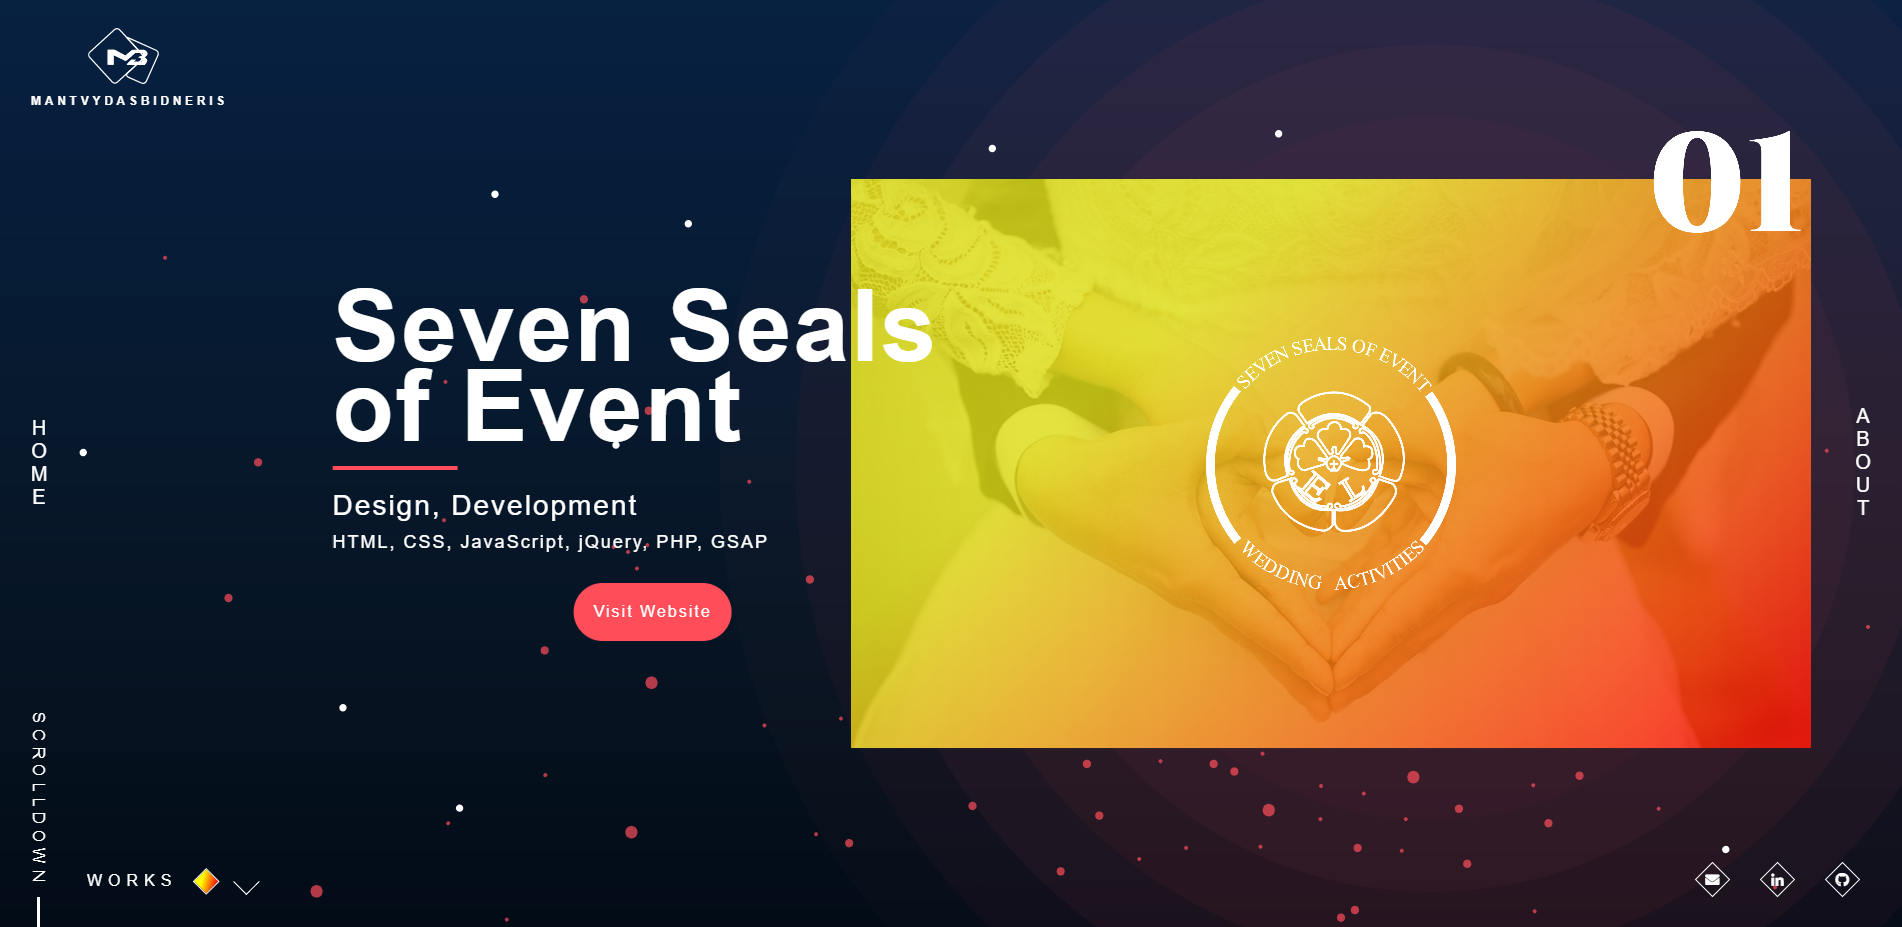 MB
MANTVYDASBIDNERIS
01
Seven Seals
of Event
Design, Development
HTML, CSS, JavaScript, jQuery, PHP, GSAP
Visit Website
SEVEN SEALS OF EVENT
EL
WEDDING ACTIVITIES
HOME
ABOUT
SCROLLDOWN
WORKS
in